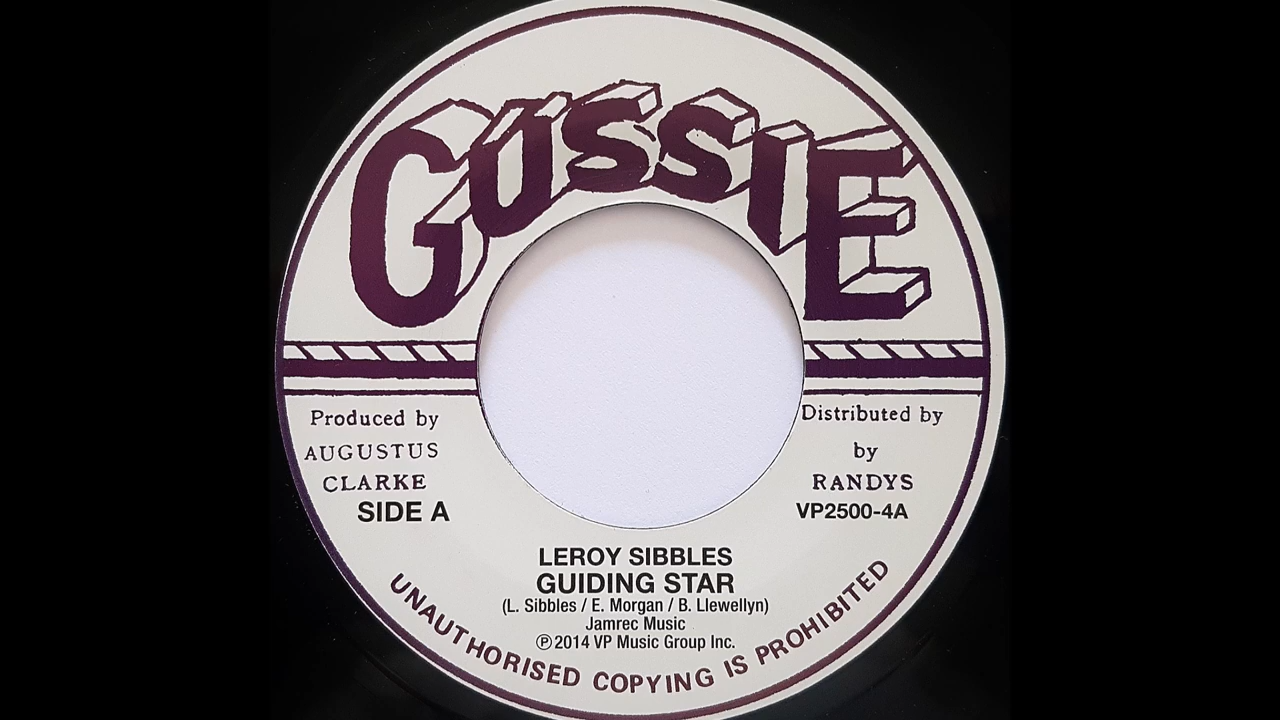 GUSSIE
Produced by
AUGUSTUS
CLARKE
SIDE A
Distributed by
by
RANDYS
VP2500-4A
LEROY SIBBLES
GUIDING STAR
(L. Sibbles / E. Morgan / B. Llewellyn)
Jamrec Music
℗ 2014 VP Music Group Inc.
UNAUTHORISED COPYING IS PROHIBITED